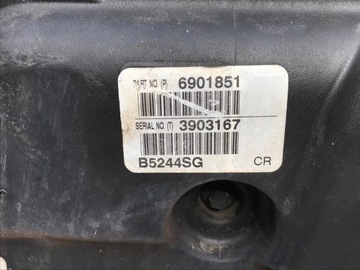 PART NO. (P) 6901851
SERIAL NO. (T) 3903167
B5244SG CR